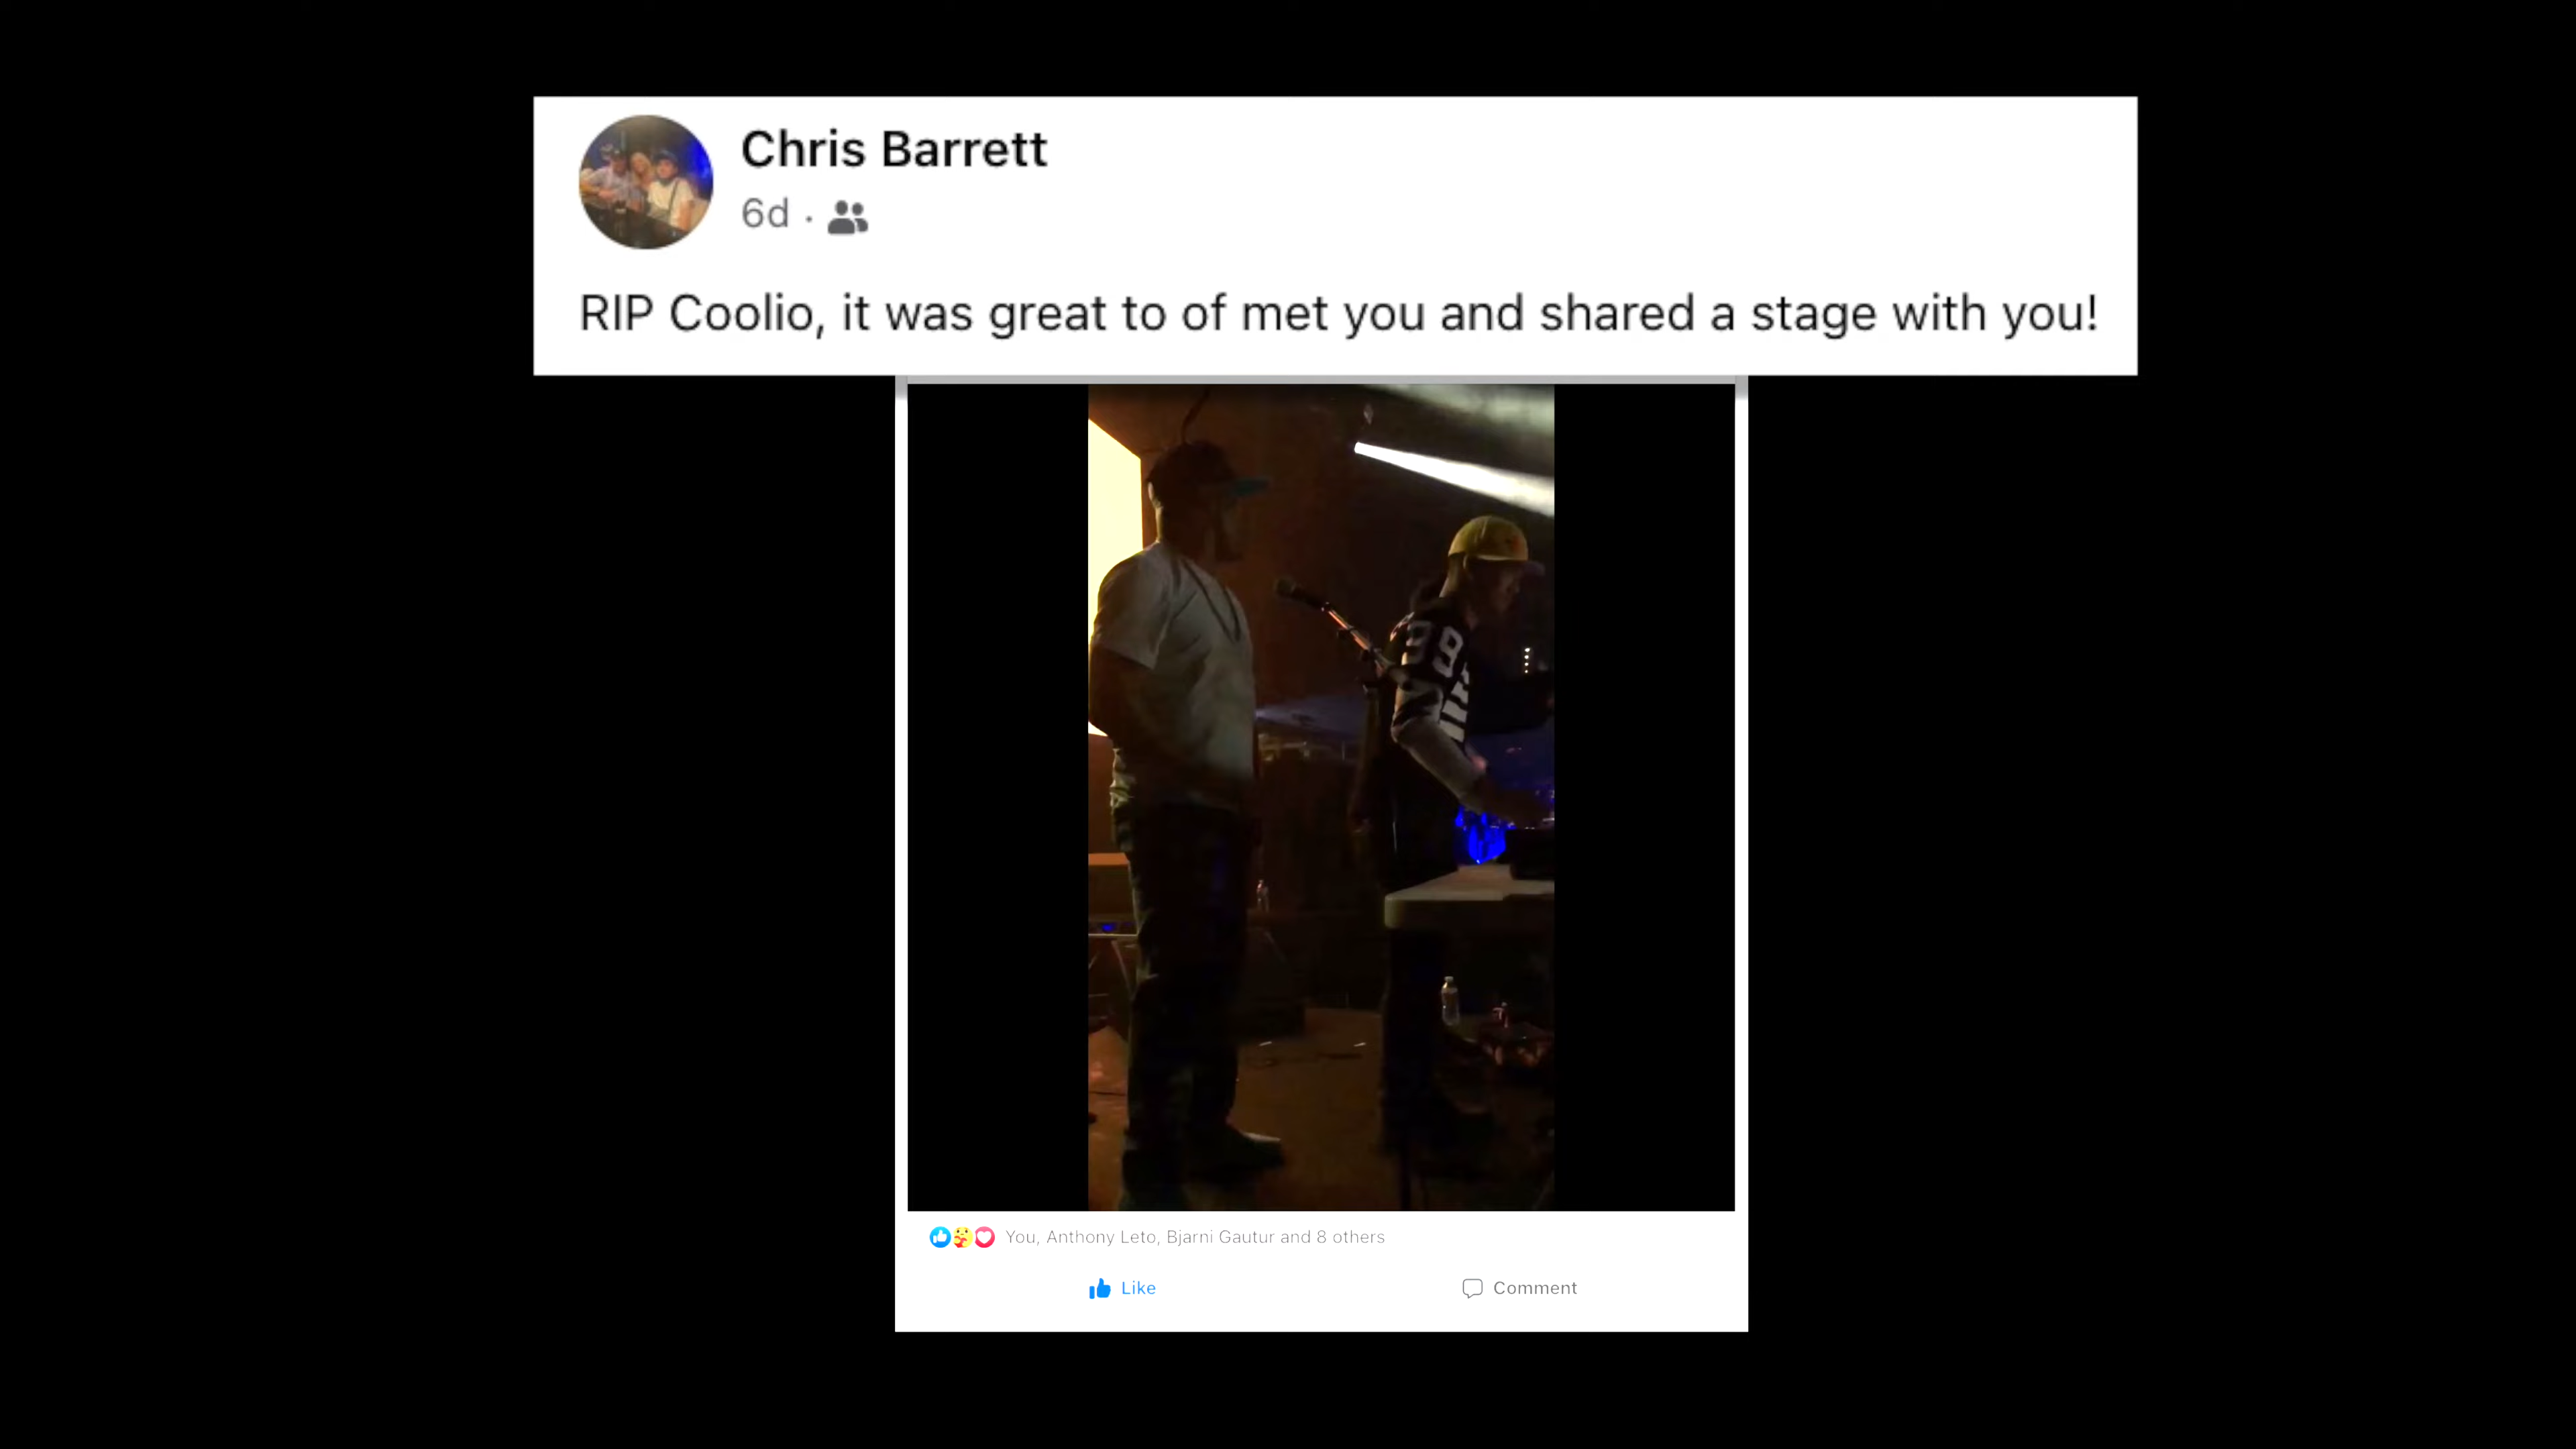 Chris Barrett
6d ·
RIP Coolio, it was great to of met you and shared a stage with you!
99
You, Anthony Leto, Bjarni Gautur and 8 others
Like
Comment